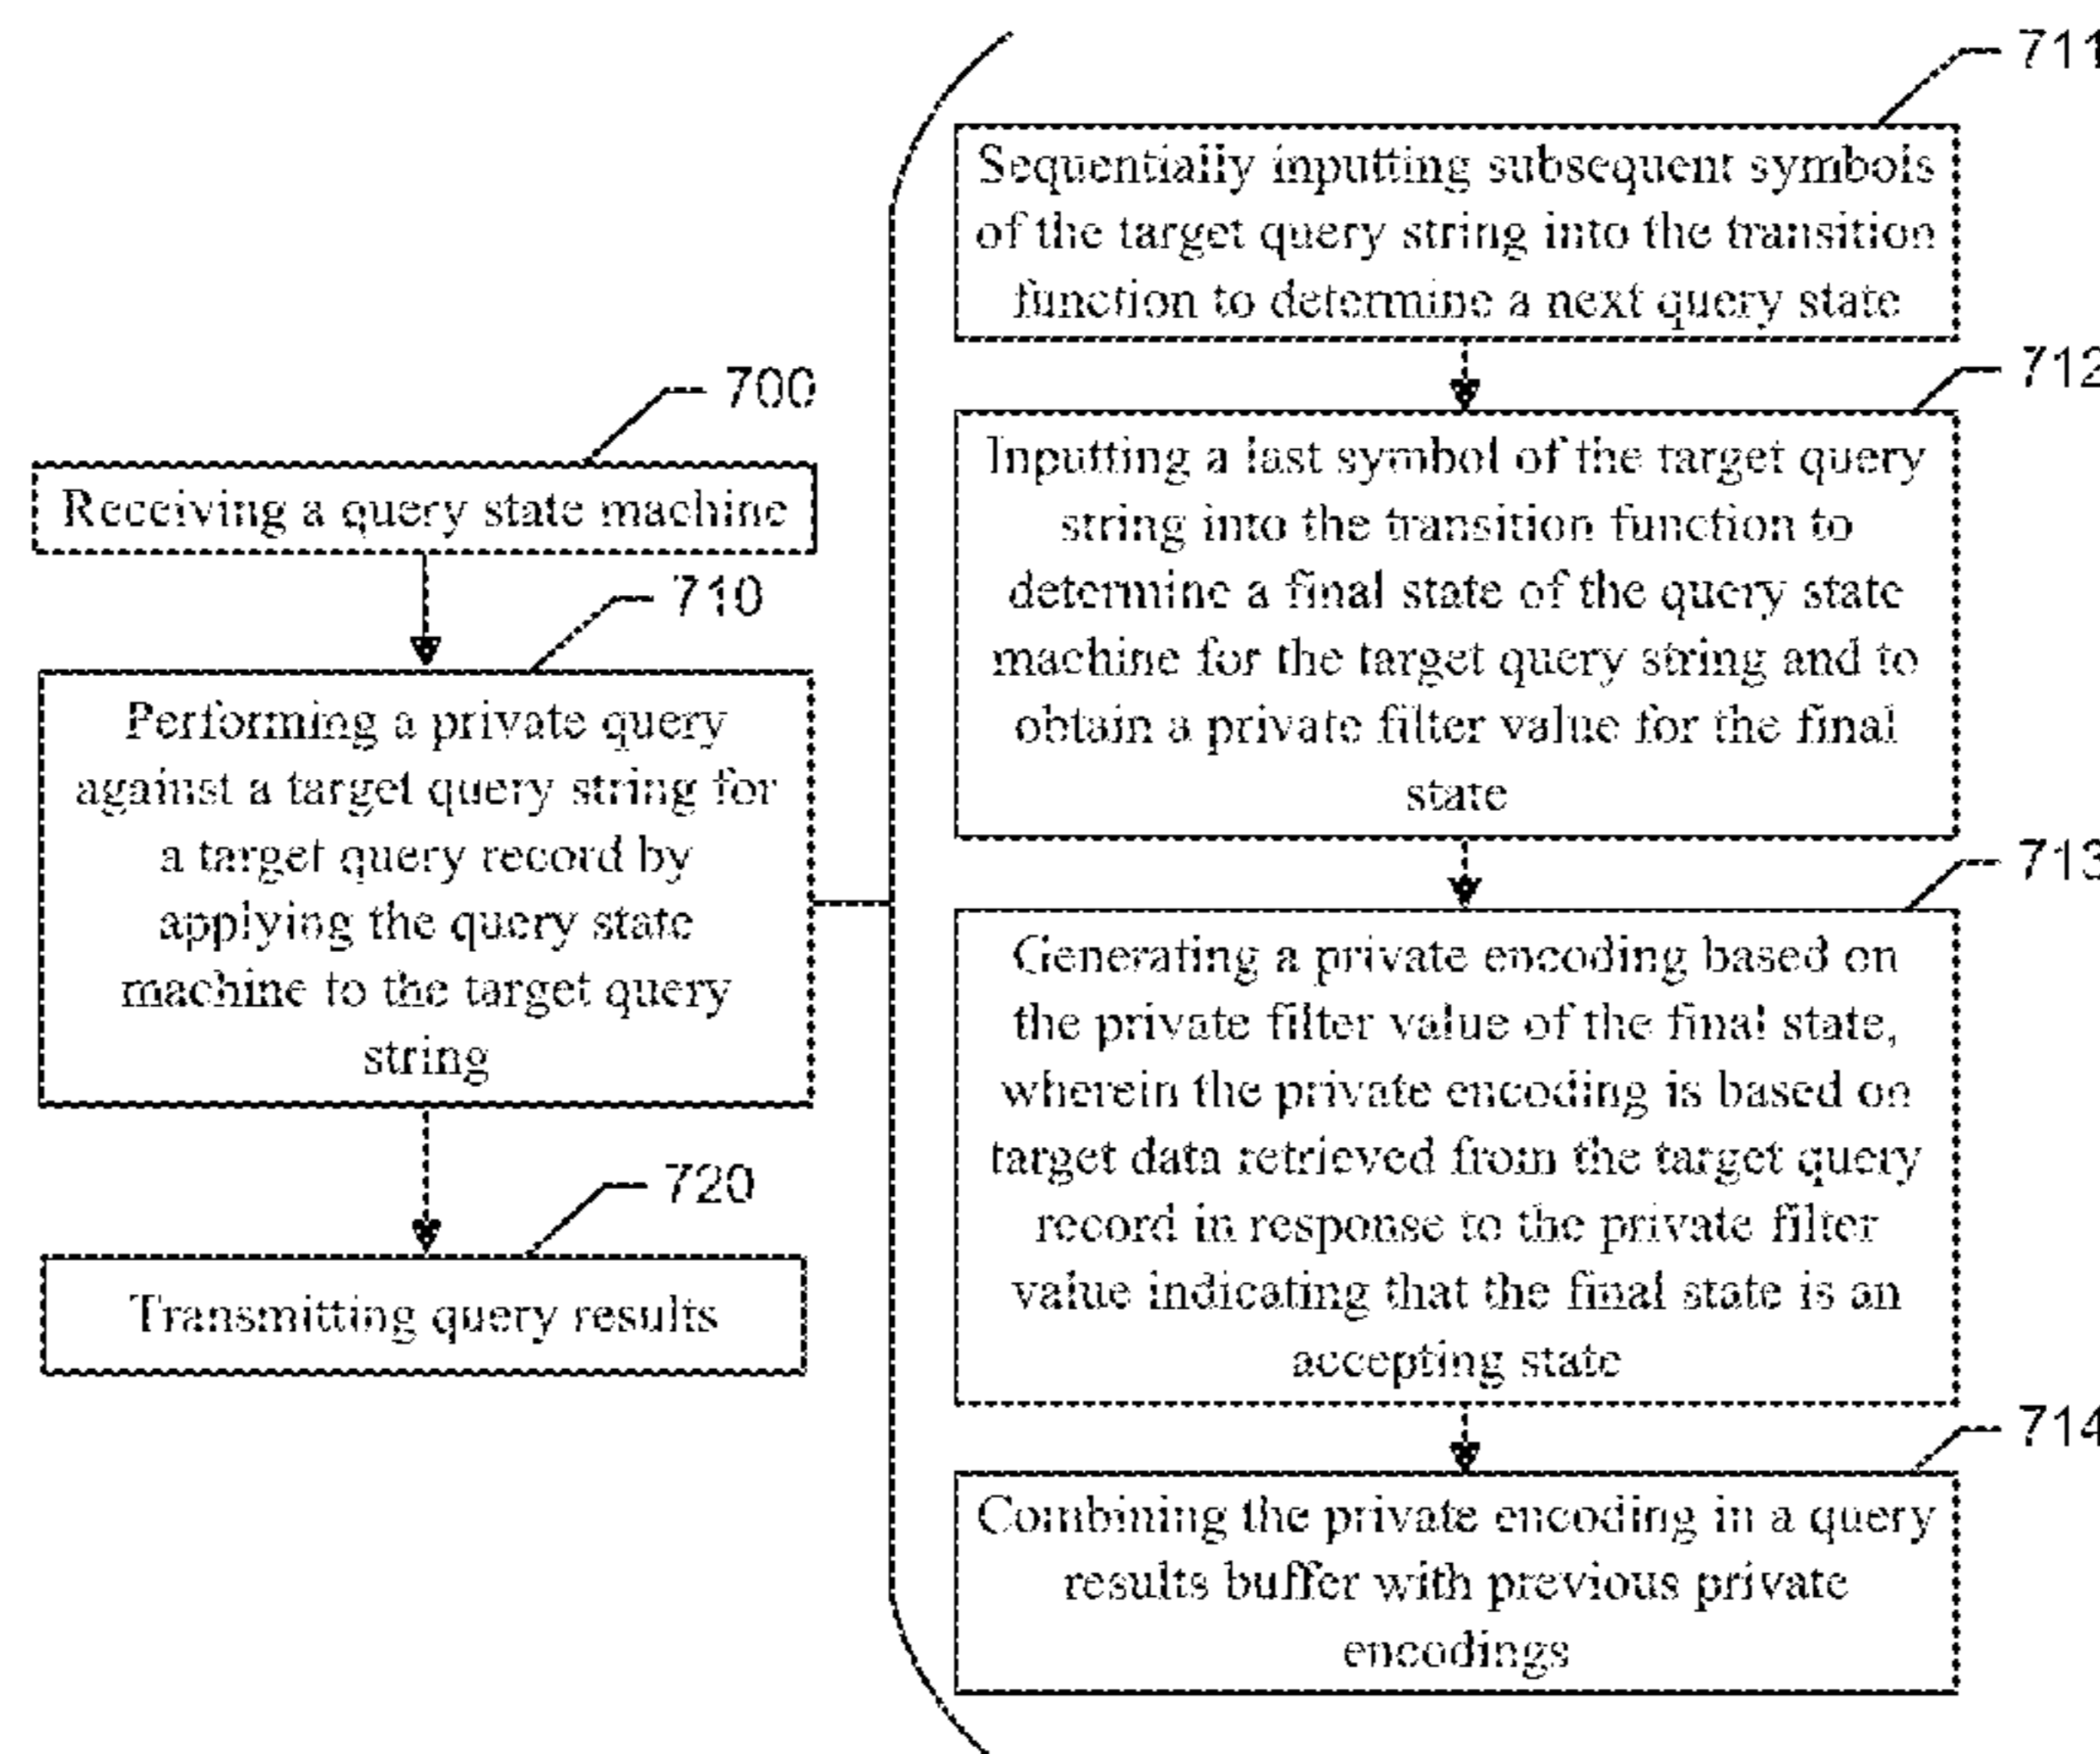 700
Receiving a query state machine
710
Performing a private query
against a target query string for
a target query record by
applying the query state
machine to the target query
string
720
Transmitting query results
711
Sequentially inputting subsequent symbols
of the target query string into the transition
function to determine a next query state
712
Inputting a last symbol of the target query
string into the transition function to
determine a final state of the query state
machine for the target query string and to
obtain a private filter value for the final
state
713
Generating a private encoding based on
the private filter value of the final state,
wherein the private encoding is based on
target data retrieved from the target query
record in response to the private filter
value indicating that the final state is an
accepting state
714
Combining the private encoding in a query
results buffer with previous private
encodings